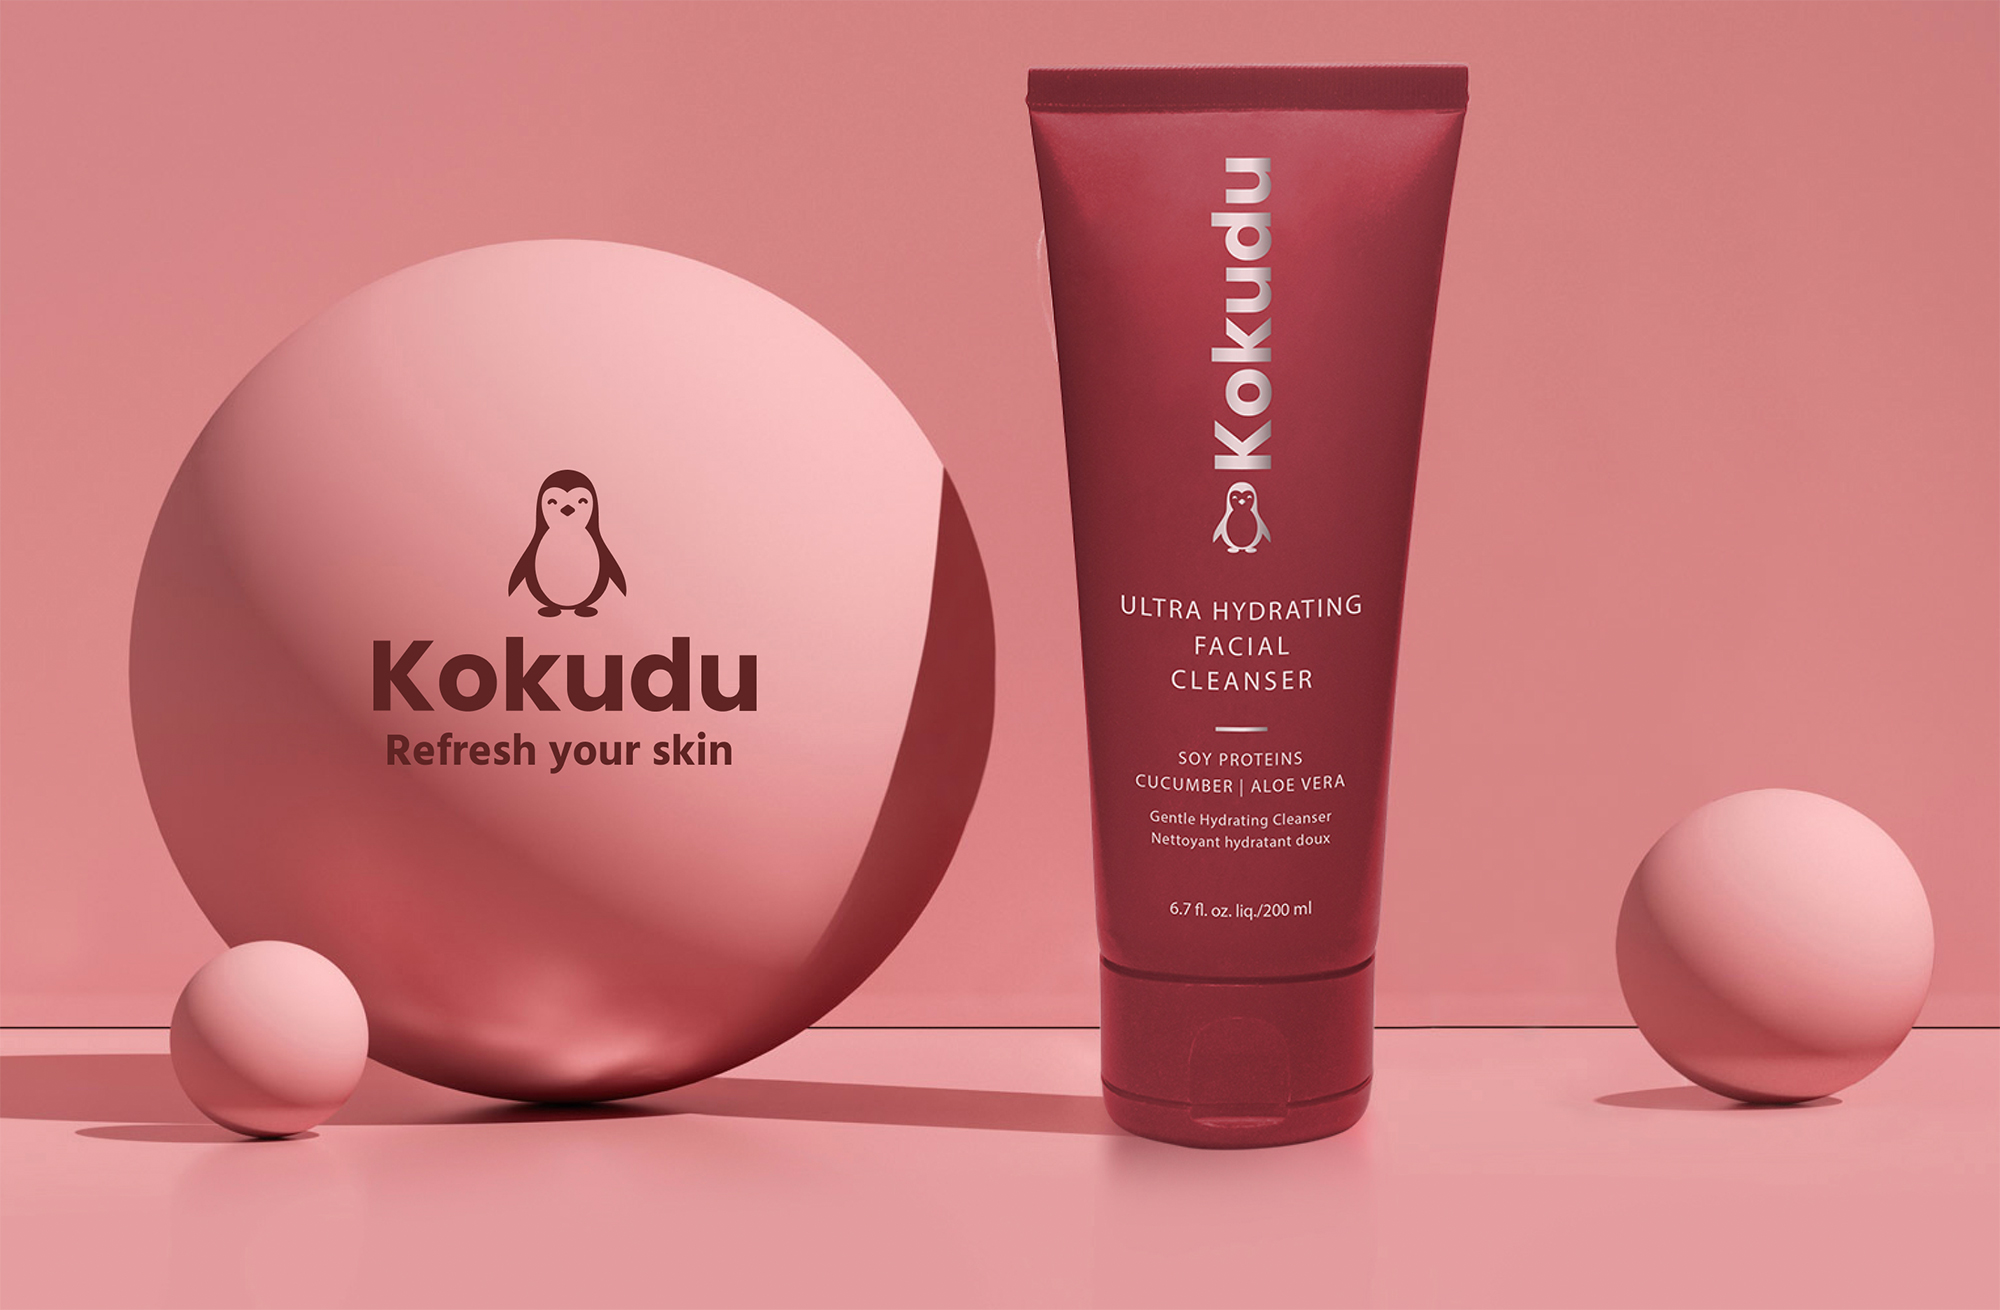 Kokudu
Refresh your skin
Kokudu
ULTRA HYDRATING
FACIAL
CLEANSER
SOY PROTEINS
CUCUMBER | ALOE VERA
Gentle Hydrating Cleanser
Nettoyant hydratant doux
6.7 fl. oz. liq./200 ml